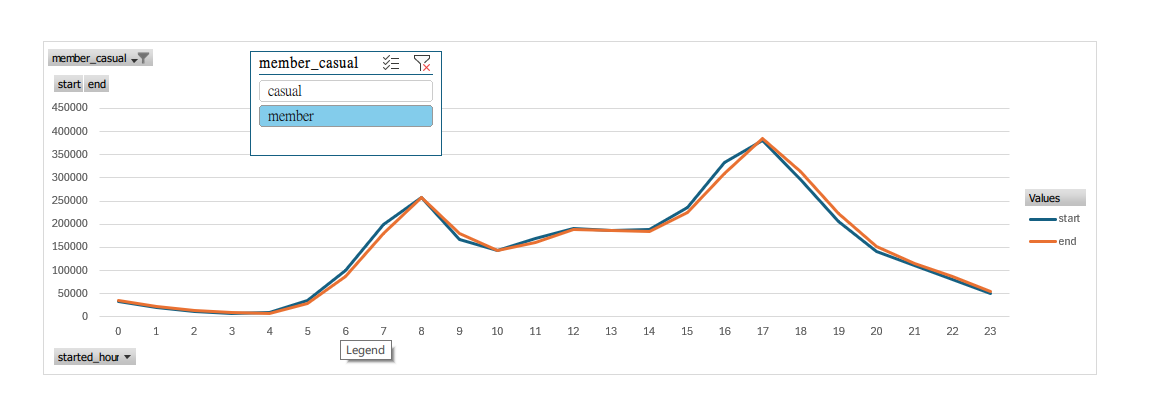 member_casual
start end
member_casual
casual
member
450000
400000
350000
300000
250000
200000
150000
100000
50000
0
0 1 2 3 4 5 6 7 8 9 10 11 12 13 14 15 16 17 18 19 20 21 22 23
Values
start
end
Legend
started_hour